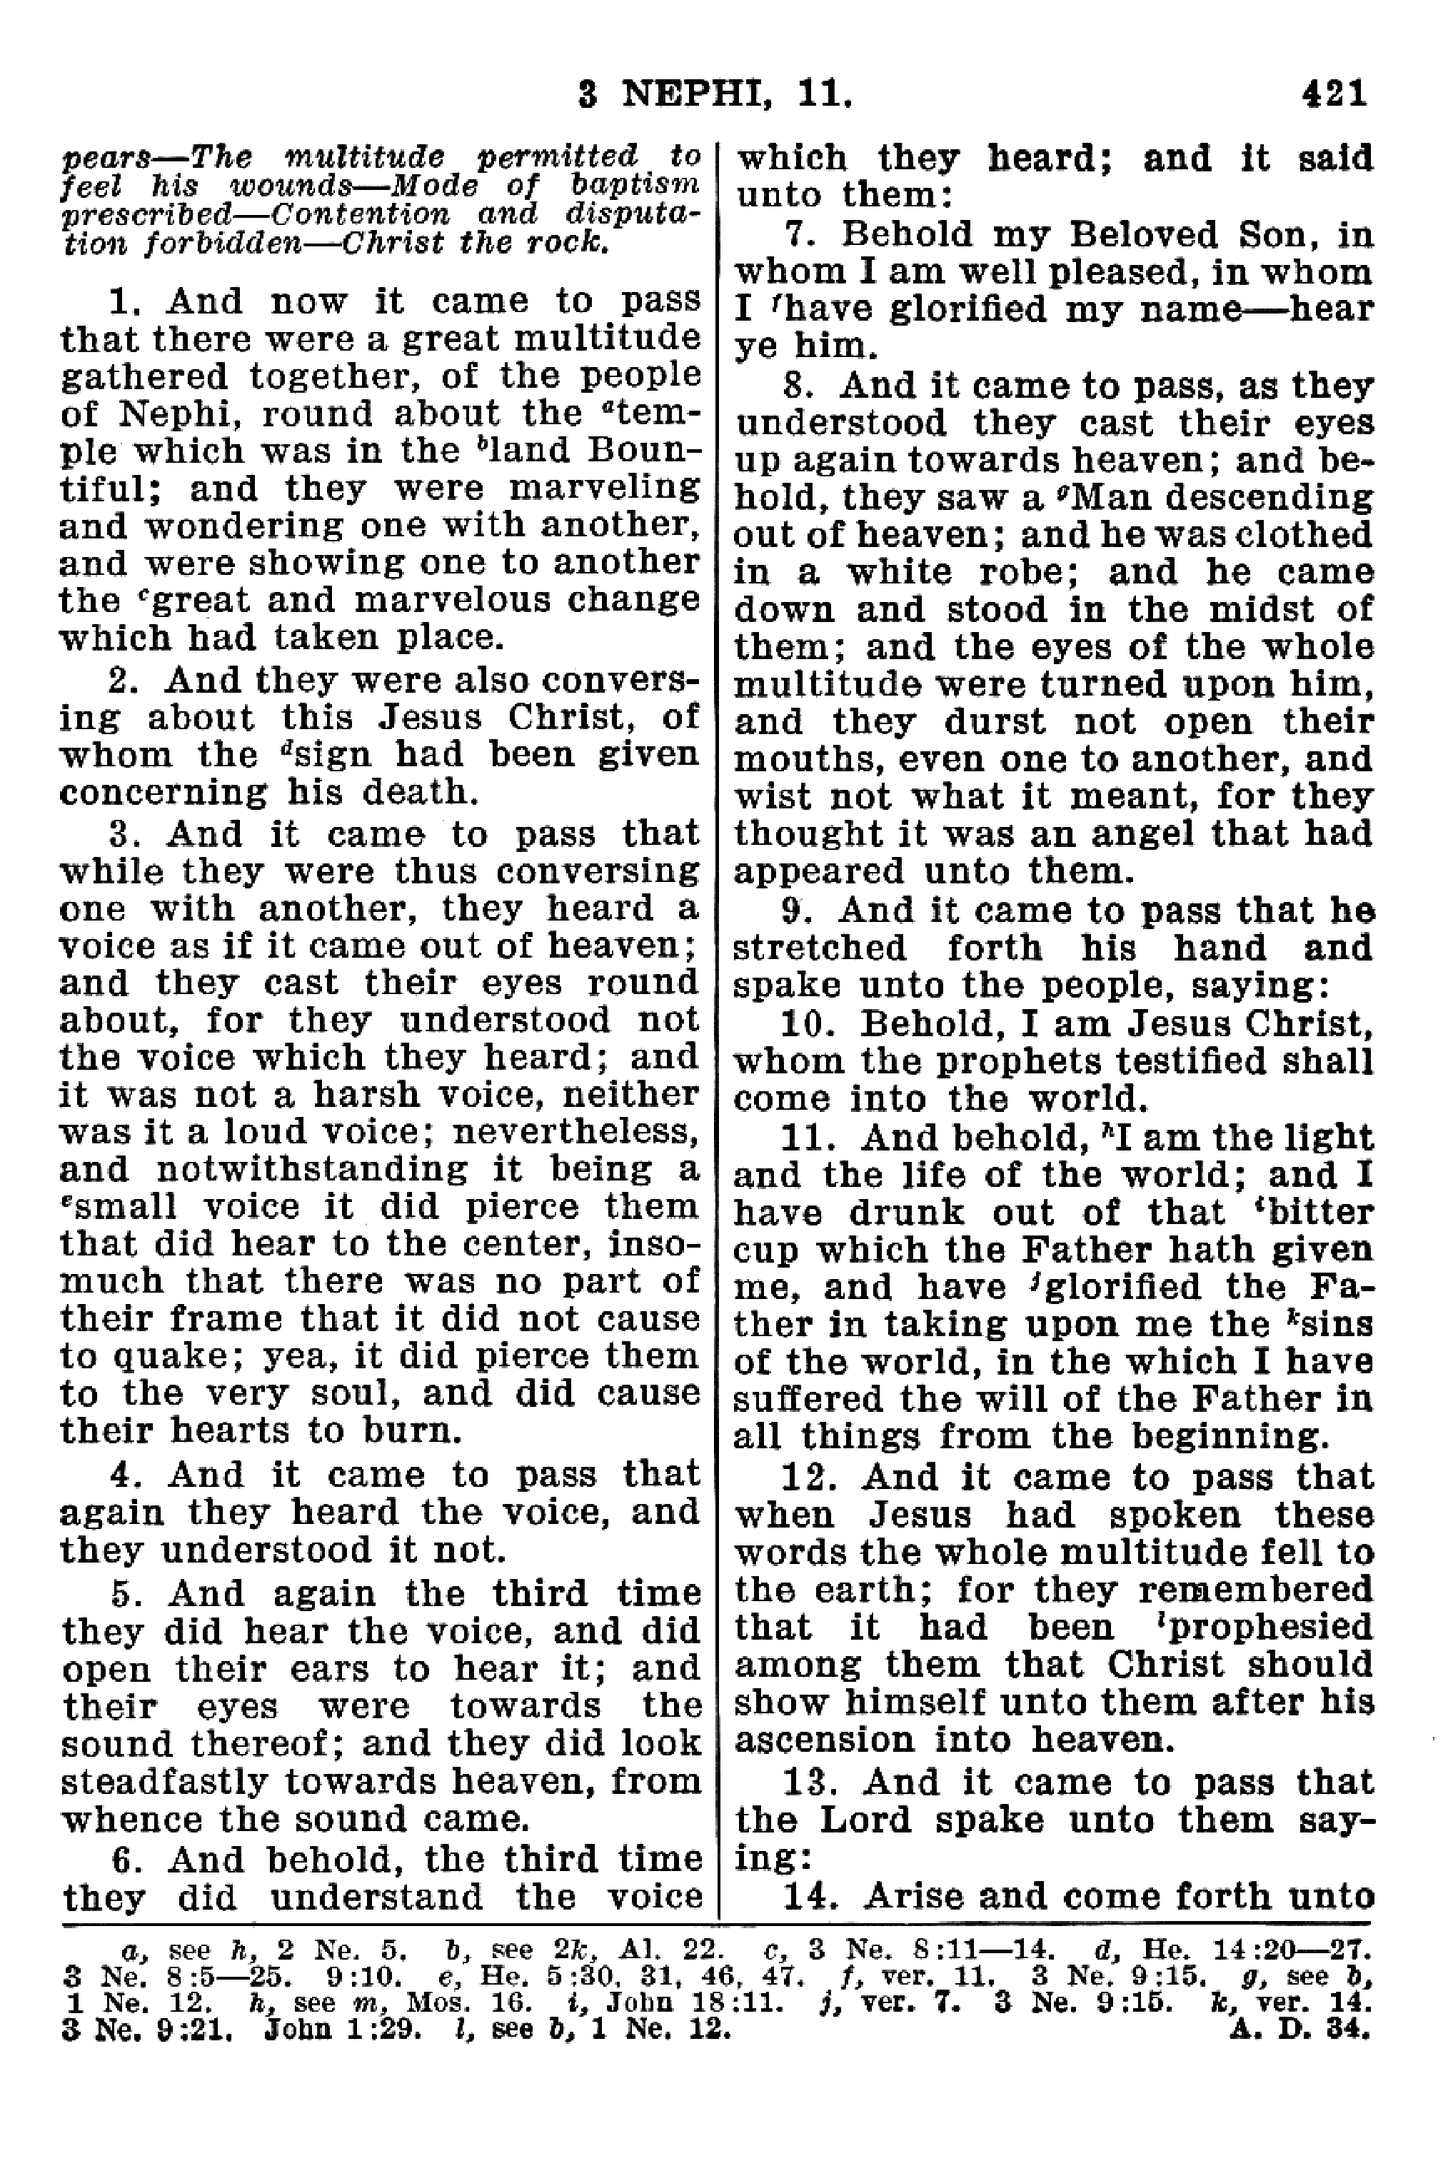 3 NEPHI, 11. 421
pears—The multitude permitted to
feel his wounds—Mode of baptism
prescribed—Contention and disputa-
tion forbidden—Christ the rock.
1. And now it came to pass
that there were a great multitude
gathered together, of the people
of Nephi, round about the ᵃtem-
ple which was in the ᵇland Boun-
tiful; and they were marveling
and wondering one with another,
and were showing one to another
the ᶜgreat and marvelous change
which had taken place.
2. And they were also convers-
ing about this Jesus Christ, of
whom the ᵈsign had been given
concerning his death.
3. And it came to pass that
while they were thus conversing
one with another, they heard a
voice as if it came out of heaven;
and they cast their eyes round
about, for they understood not
the voice which they heard; and
it was not a harsh voice, neither
was it a loud voice; nevertheless,
and notwithstanding it being a
ᵉsmall voice it did pierce them
that did hear to the center, inso-
much that there was no part of
their frame that it did not cause
to quake; yea, it did pierce them
to the very soul, and did cause
their hearts to burn.
4. And it came to pass that
again they heard the voice, and
they understood it not.
5. And again the third time
they did hear the voice, and did
open their ears to hear it; and
their eyes were towards the
sound thereof; and they did look
steadfastly towards heaven, from
whence the sound came.
6. And behold, the third time
they did understand the voice
which they heard; and it said
unto them:
7. Behold my Beloved Son, in
whom I am well pleased, in whom
I ᶠhave glorified my name—hear
ye him.
8. And it came to pass, as they
understood they cast their eyes
up again towards heaven; and be-
hold, they saw a ᵍMan descending
out of heaven; and he was clothed
in a white robe; and he came
down and stood in the midst of
them; and the eyes of the whole
multitude were turned upon him,
and they durst not open their
mouths, even one to another, and
wist not what it meant, for they
thought it was an angel that had
appeared unto them.
9. And it came to pass that he
stretched forth his hand and
spake unto the people, saying:
10. Behold, I am Jesus Christ,
whom the prophets testified shall
come into the world.
11. And behold, ʰI am the light
and the life of the world; and I
have drunk out of that ⁱbitter
cup which the Father hath given
me, and have ʲglorified the Fa-
ther in taking upon me the ᵏsins
of the world, in the which I have
suffered the will of the Father in
all things from the beginning.
12. And it came to pass that
when Jesus had spoken these
words the whole multitude fell to
the earth; for they remembered
that it had been ˡprophesied
among them that Christ should
show himself unto them after his
ascension into heaven.
13. And it came to pass that
the Lord spake unto them say-
ing:
14. Arise and come forth unto
a, see h, 2 Ne. 5. b, see 2k, Al. 22. c, 3 Ne. 8:11—14. d, He. 14:20—27.
3 Ne. 8:5—25. 9:10. e, He. 5:30, 31, 46, 47. f, ver. 11. 3 Ne. 9:15. g, see b,
1 Ne. 12. h, see m, Mos. 16. i, John 18:11. j, ver. 7. 3 Ne. 9:15. k, ver. 14.
3 Ne. 9:21. John 1:29. l, see b, 1 Ne. 12. A. D. 34.